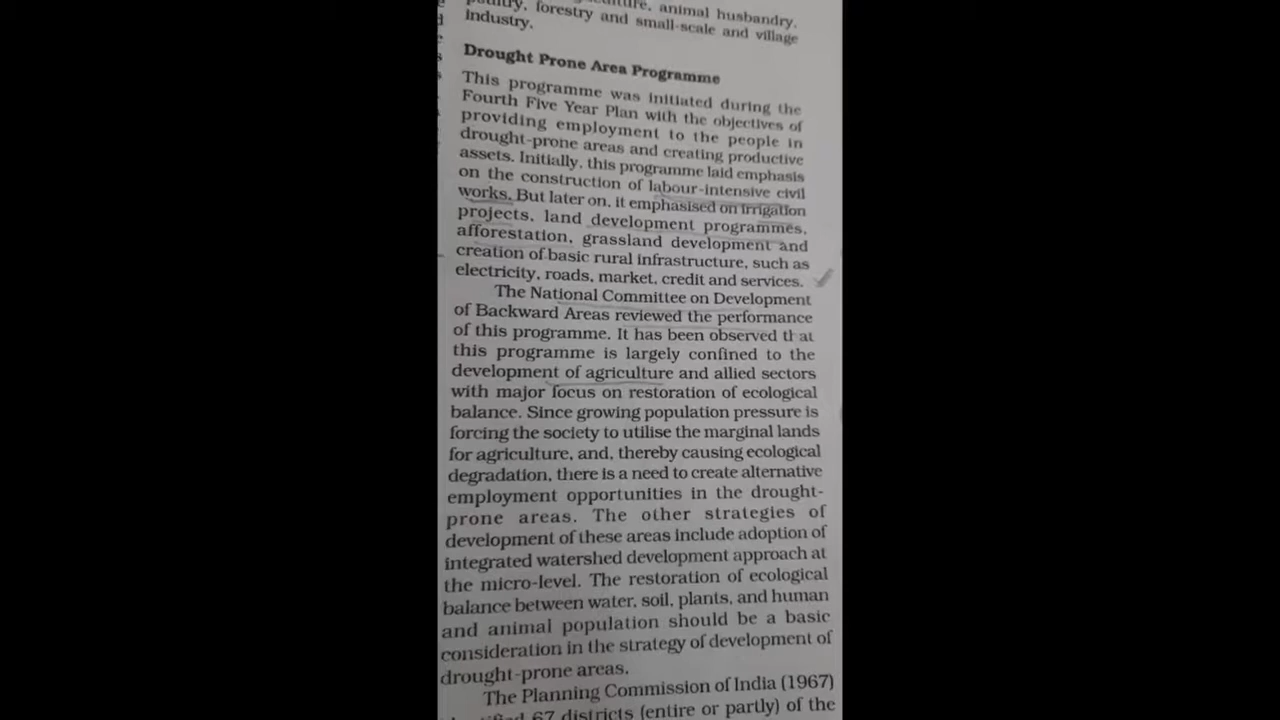 animal husbandry,
poultry, forestry and small-scale and village
industry.
Drought Prone Area Programme
This programme was initiated during the
Fourth Five Year Plan with the objectives of
providing employment to the people in
drought-prone areas and creating productive
assets. Initially, this programme laid emphasis
on the construction of labour-intensive civil
works. But later on, it emphasised on irrigation
projects, land development programmes,
afforestation, grassland development and
creation of basic rural infrastructure, such as
electricity, roads, market, credit and services.
The National Committee on Development
of Backward Areas reviewed the performance
of this programme. It has been observed that
this programme is largely confined to the
development of agriculture and allied sectors
with major focus on restoration of ecological
balance. Since growing population pressure is
forcing the society to utilise the marginal lands
for agriculture, and, thereby causing ecological
degradation, there is a need to create alternative
employment opportunities in the drought-
prone areas. The other strategies of
development of these areas include adoption of
integrated watershed development approach at
the micro-level. The restoration of ecological
balance between water, soil, plants, and human
and animal population should be a basic
consideration in the strategy of development of
drought-prone areas.
The Planning Commission of India (1967)
67 districts (entire or partly) of the